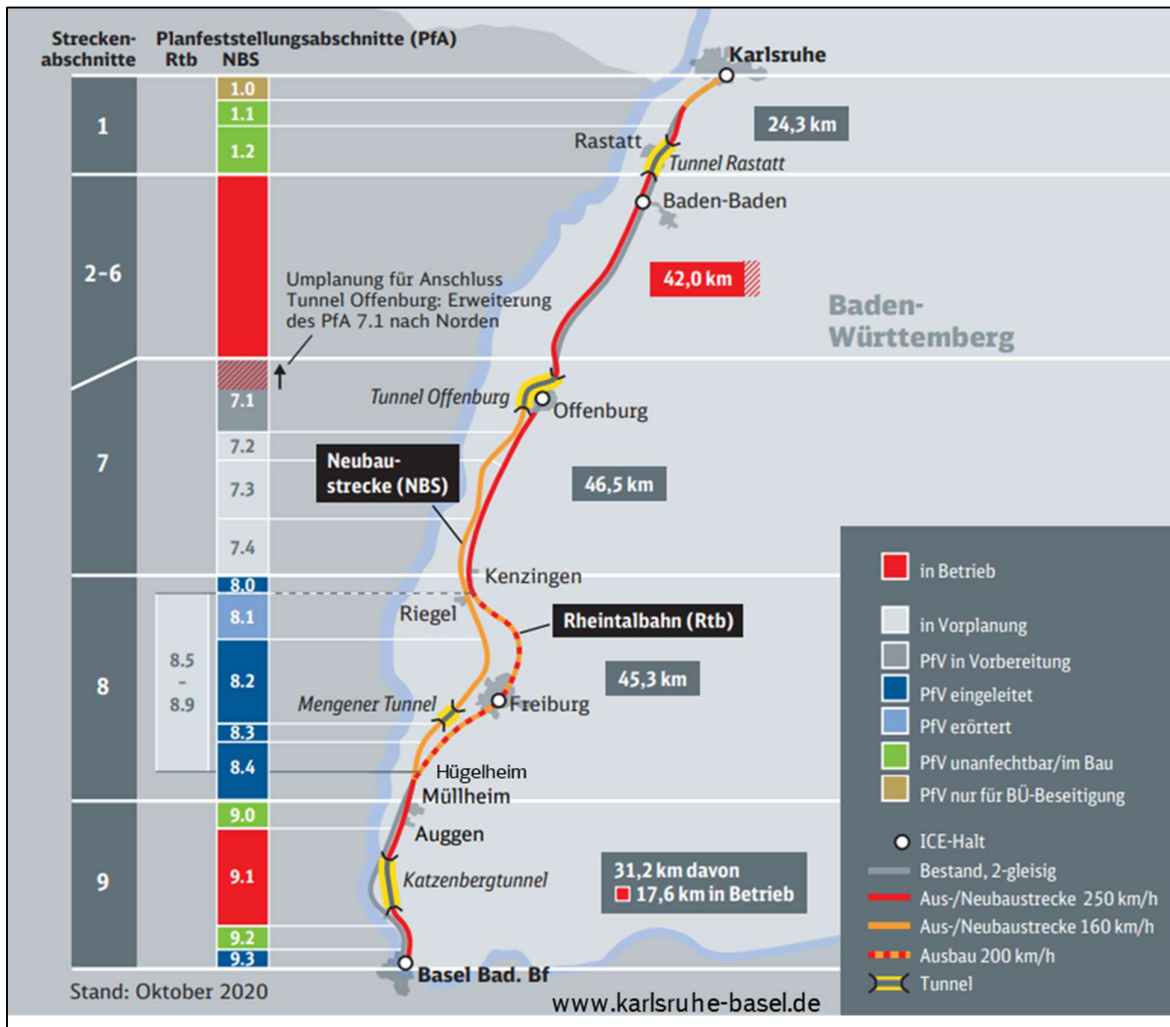 Strecken-
abschnitte
Planfeststellungsabschnitte (PfA)
Rtb
NBS
1
2–6
7
8
9
8.5
–
8.9
1.0
1.1
1.2
7.1
7.2
7.3
7.4
8.0
8.1
8.2
8.3
8.4
9.0
9.1
9.2
9.3
Umplanung für Anschluss
Tunnel Offenburg: Erweiterung
des PfA 7.1 nach Norden
Karlsruhe
24,3 km
Rastatt
Tunnel Rastatt
Baden-Baden
42,0 km
Baden-
Württemberg
Tunnel Offenburg
Offenburg
Neubau-
strecke (NBS)
46,5 km
Kenzingen
Riegel
Rheintalbahn (Rtb)
45,3 km
Mengener Tunnel
Freiburg
Hügelheim
Müllheim
Auggen
Katzenbergtunnel
31,2 km davon
17,6 km in Betrieb
Basel Bad. Bf
in Betrieb
in Vorplanung
PfV in Vorbereitung
PfV eingeleitet
PfV erörtert
PfV unanfechtbar/im Bau
PfV nur für BÜ-Beseitigung
ICE-Halt
Bestand, 2-gleisig
Aus-/Neubaustrecke 250 km/h
Aus-/Neubaustrecke 160 km/h
Ausbau 200 km/h
Tunnel
Stand: Oktober 2020
www.karlsruhe-basel.de